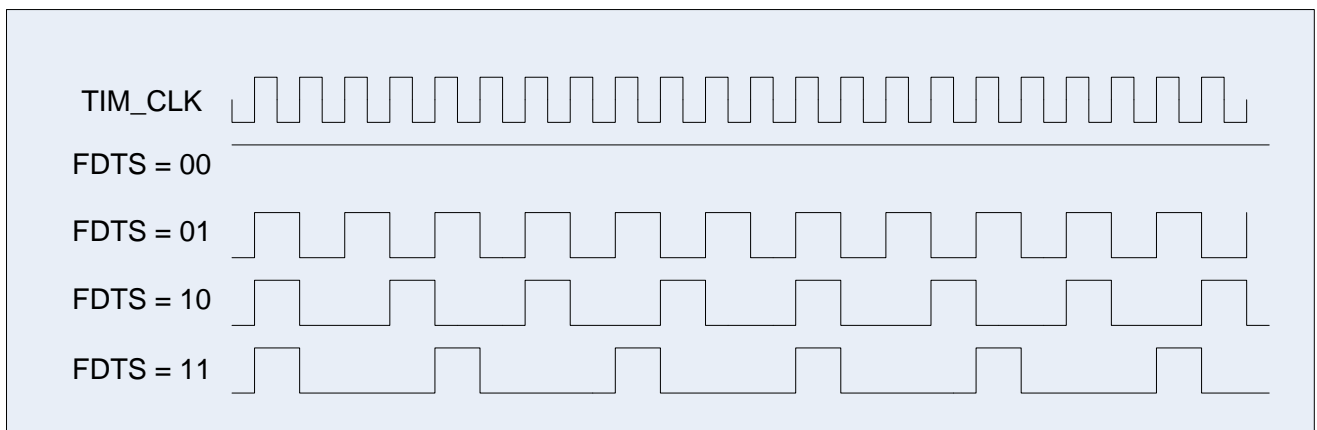 TIM_CLK
FDTS = 00
FDTS = 01
FDTS = 10
FDTS = 11